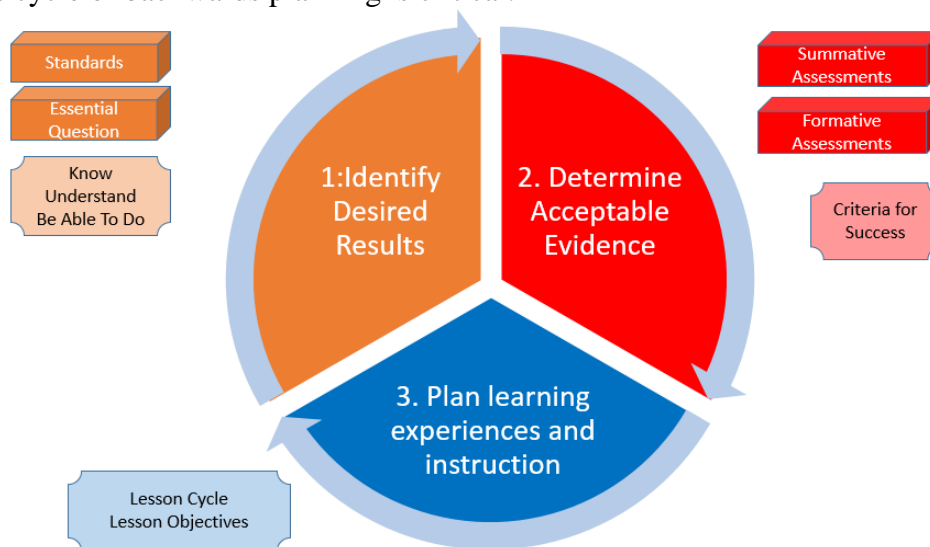 Standards
Essential
Question
Know
Understand
Be Able To Do
1:Identify
Desired
Results
2. Determine
Acceptable
Evidence
Summative
Assessments
Formative
Assessments
Criteria for
Success
3. Plan learning
experiences and
instruction
Lesson Cycle
Lesson Objectives